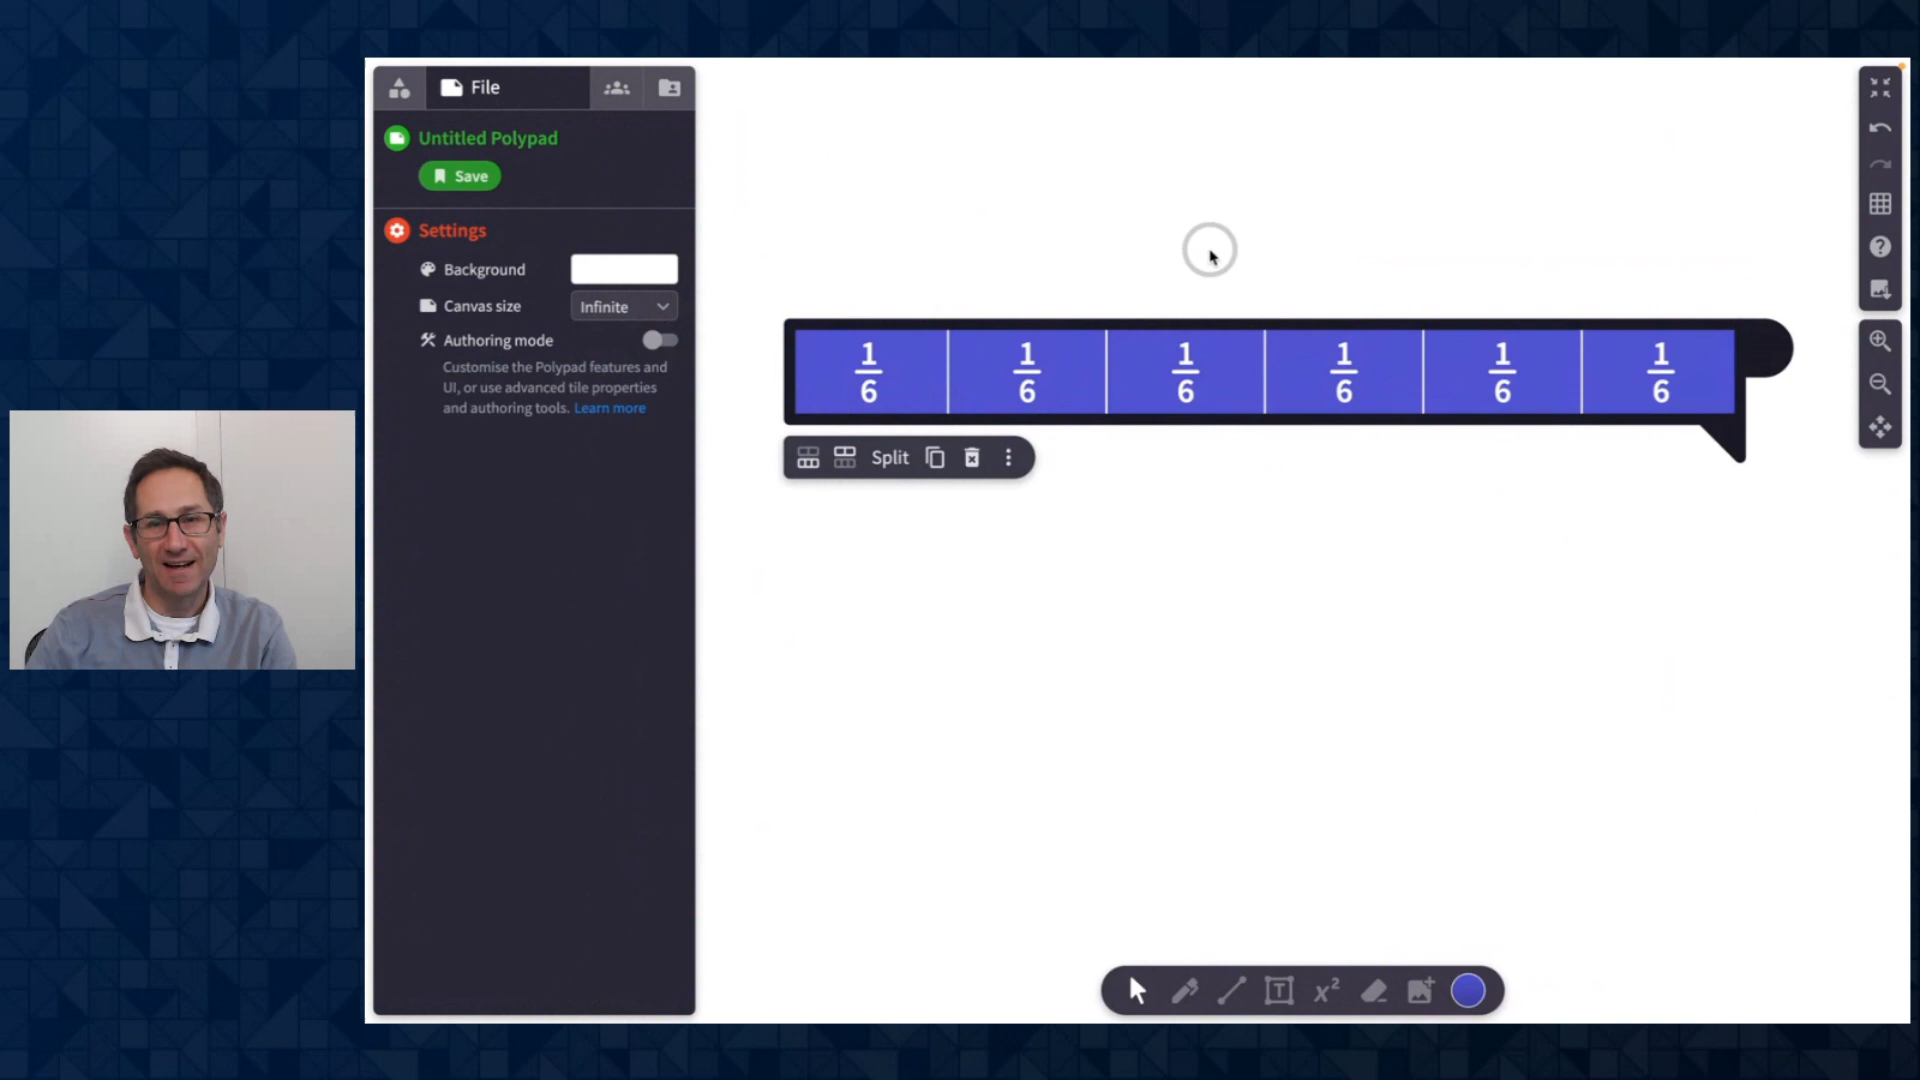 File
Untitled Polypad
Save
Settings
Background
Canvas size
Infinite
Authoring mode
Customise the Polypad features and
UI, or use advanced tile properties
and authoring tools. Learn more
1 1 1 1 1 1
6 6 6 6 6 6
Split
T x²